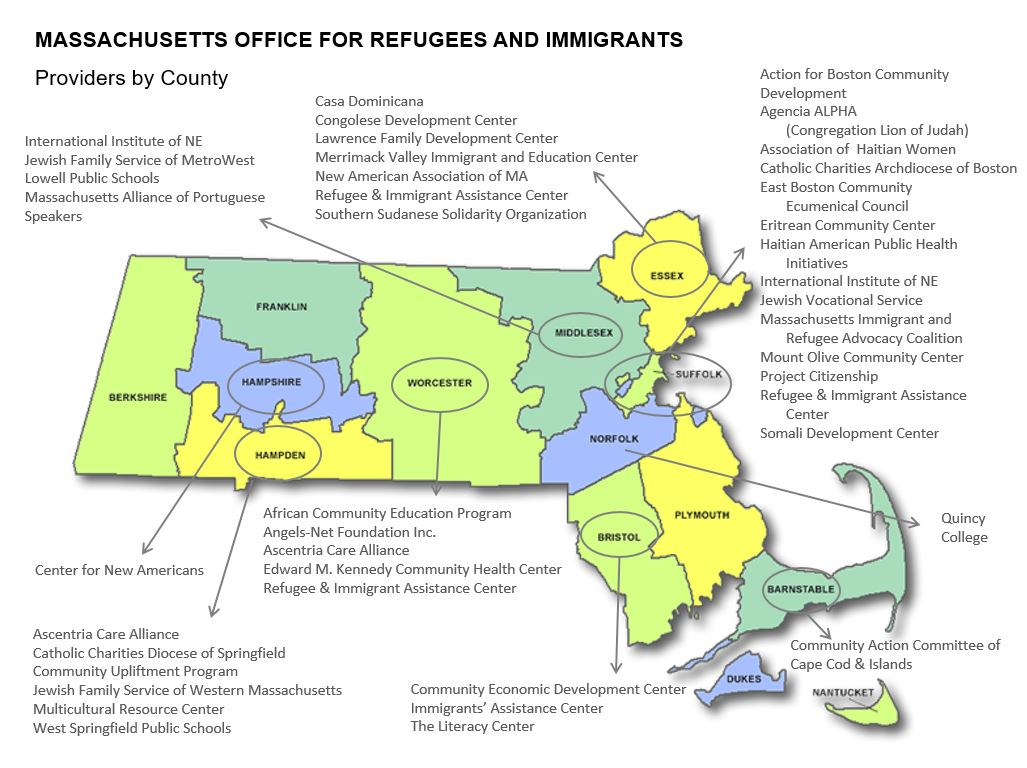 MASSACHUSETTS OFFICE FOR REFUGEES AND IMMIGRANTS
Providers by County
International Institute of NE
Jewish Family Service of MetroWest
Lowell Public Schools
Massachusetts Alliance of Portuguese
Speakers
Casa Dominicana
Congolese Development Center
Lawrence Family Development Center
Merrimack Valley Immigrant and Education Center
New American Association of MA
Refugee & Immigrant Assistance Center
Southern Sudanese Solidarity Organization
Action for Boston Community
Development
Agencia ALPHA
(Congregation Lion of Judah)
Association of Haitian Women
Catholic Charities Archdiocese of Boston
East Boston Community
Ecumenical Council
Eritrean Community Center
Haitian American Public Health
Initiatives
International Institute of NE
Jewish Vocational Service
Massachusetts Immigrant and
Refugee Advocacy Coalition
Mount Olive Community Center
Project Citizenship
Refugee & Immigrant Assistance
Center
Somali Development Center
ESSEX
FRANKLIN
MIDDLESEX
SUFFOLK
HAMPSHIRE
WORCESTER
BERKSHIRE
NORFOLK
HAMPDEN
PLYMOUTH
BRISTOL
BARNSTABLE
DUKES
NANTUCKET
Quincy
College
African Community Education Program
Angels-Net Foundation Inc.
Ascentria Care Alliance
Edward M. Kennedy Community Health Center
Refugee & Immigrant Assistance Center
Center for New Americans
Ascentria Care Alliance
Catholic Charities Diocese of Springfield
Community Upliftment Program
Jewish Family Service of Western Massachusetts
Multicultural Resource Center
West Springfield Public Schools
Community Economic Development Center
Immigrants' Assistance Center
The Literacy Center
Community Action Committee of
Cape Cod & Islands